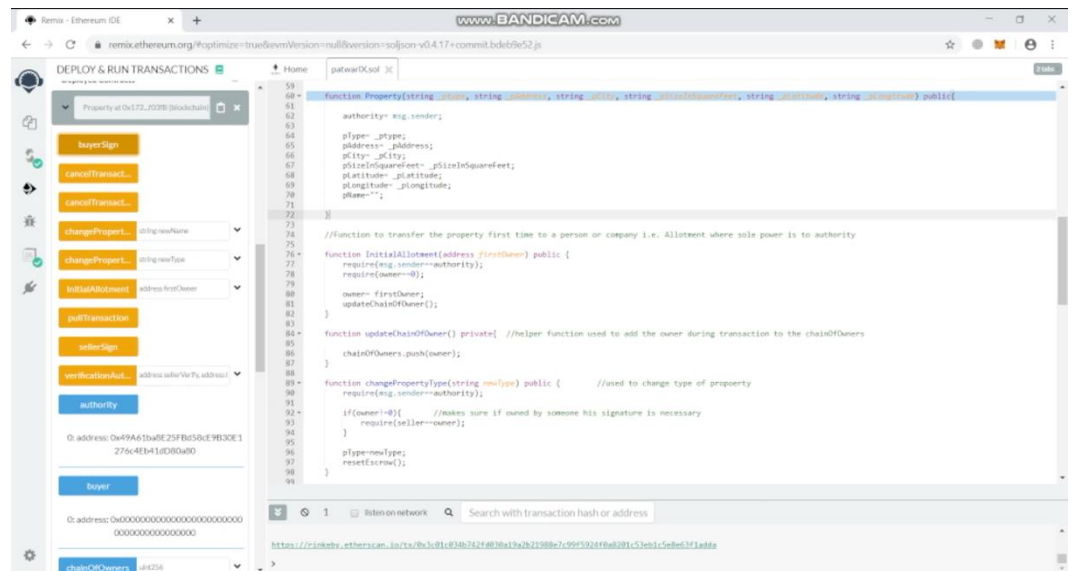 www.BANDICAM.com
Remix - Ethereum IDE
remix.ethereum.org/#optimize=true&evmVersion=null&version=soljson-v0.4.17+commit.bdeb9e52.js
DEPLOY & RUN TRANSACTIONS
Home
patwariX.sol
2 tabs
Property at 0x172...f03fB (blockchain)
buyerSign
cancelTransact...
cancelTransact...
changePropert...
string newName
changePropert...
string newType
InitialAllotment
address firstOwner
pullTransaction
sellerSign
verificationAut...
address sellerVerify, address
authority
0: address:
buyer
0: address:
chainOfOwners
uint256
59
60 function Property(string _ptype, string _pAddress, string _pCity, string _pSizeInSquareFeet, string _pLatitude, string _pLongitude) public{
61
62 authority= msg.sender;
63
64 pType= _ptype;
65 pAddress= _pAddress;
66 pCity= _pCity;
67 pSizeInSquareFeet= _pSizeInSquareFeet;
68 pLatitude= _pLatitude;
69 pLongitude= _pLongitude;
70 pName="";
71
72 }
73
74 //Function to transfer the property first time to a person or company i.e. Allotment where sole power is to authority
75
76 function InitialAllotment(address firstOwner) public {
77 require(msg.sender==authority);
78 require(owner==0);
79
80 owner= firstOwner;
81 updateChainOfOwner();
82 }
83
84 function updateChainOfOwner() private{ //helper function used to add the owner during transaction to the chainOfOwners
85
86 chainOfOwners.push(owner);
87 }
88
89 function changePropertyType(string newType) public { //used to change type of propoerty
90 require(msg.sender==authority);
91
92 if(owner!=0){ //makes sure if owned by someone his signature is necessary
93 require(seller==owner);
94 }
95
96 pType=newType;
97 resetEscrow();
98 }
99
1
listen on network
Search with transaction hash or address
>